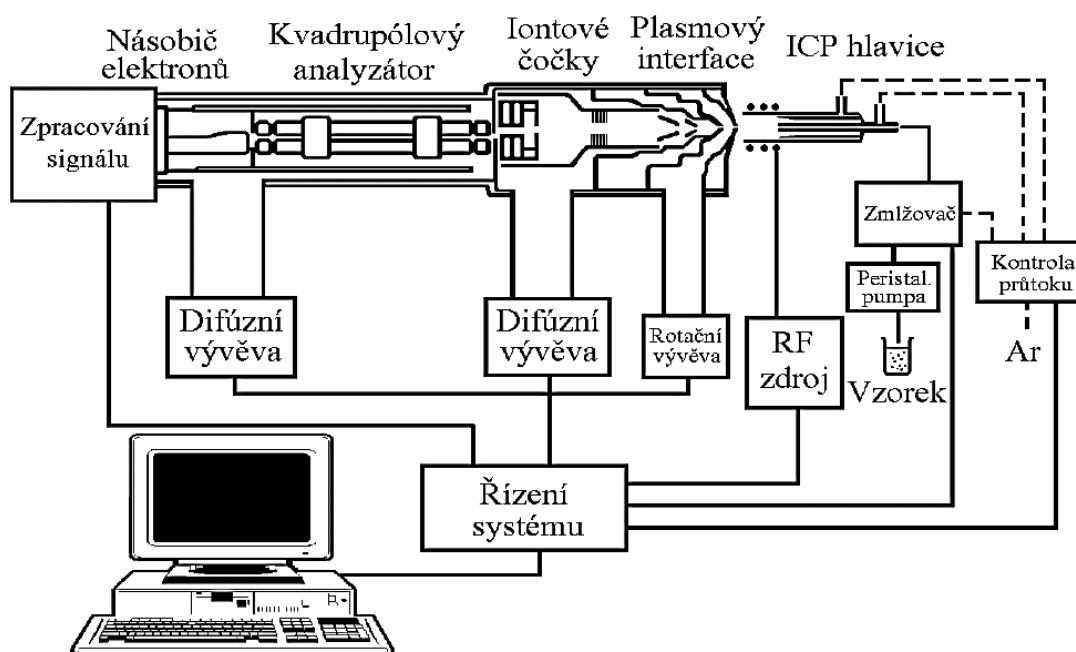 Násobič
elektronů
Kvadrupólový
analyzátor
Iontové
čočky
Plasmový
interface
ICP hlavice
Zpracování
signálu
Zmlžovač
Peristal.
pumpa
Kontrola
průtoku
Difúzní
vývěva
Difúzní
vývěva
Rotační
vývěva
RF
zdroj
Vzorek
Ar
Řízení
systému